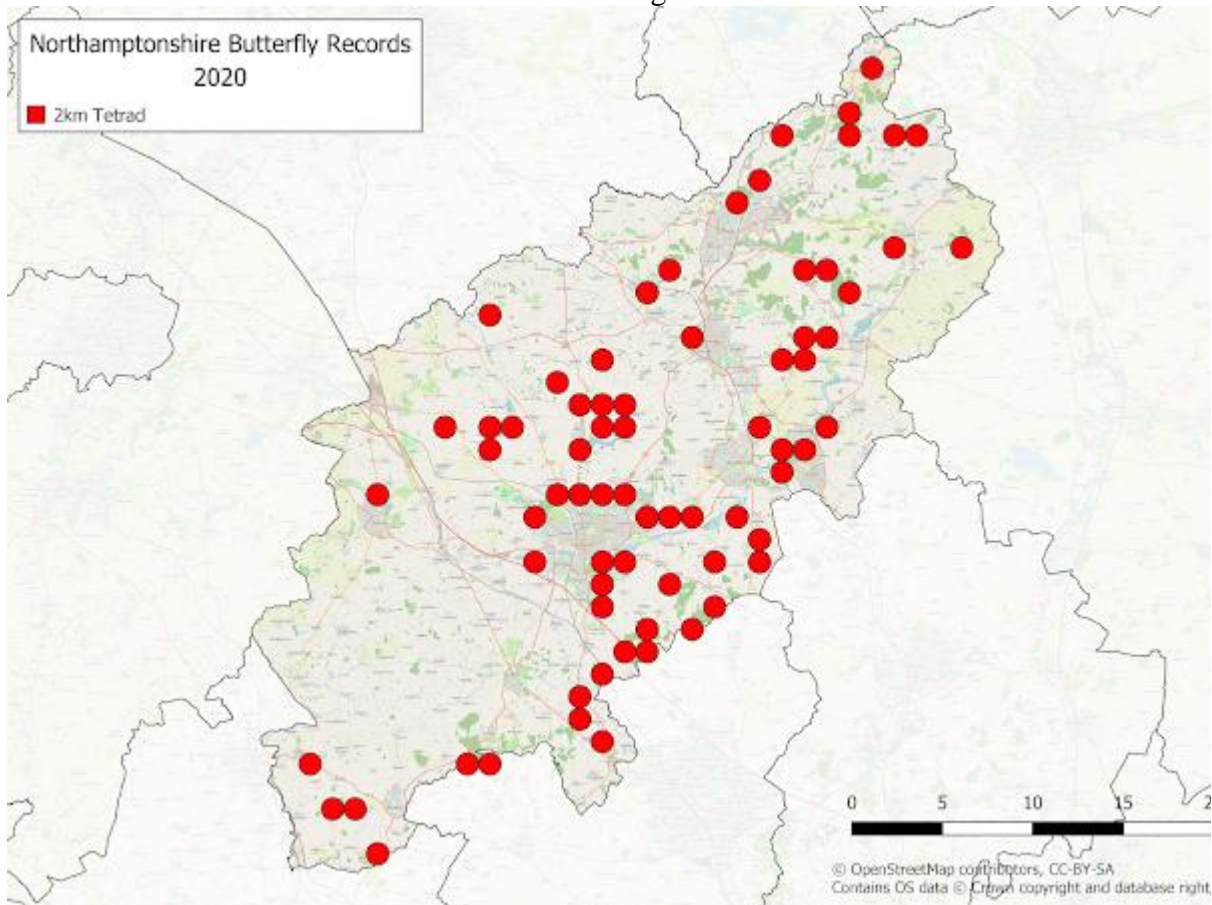 Northamptonshire Butterfly Records
2020
2km Tetrad
0 5 10 15
© OpenStreetMap contributors, CC-BY-SA
Contains OS data © Crown copyright and database right